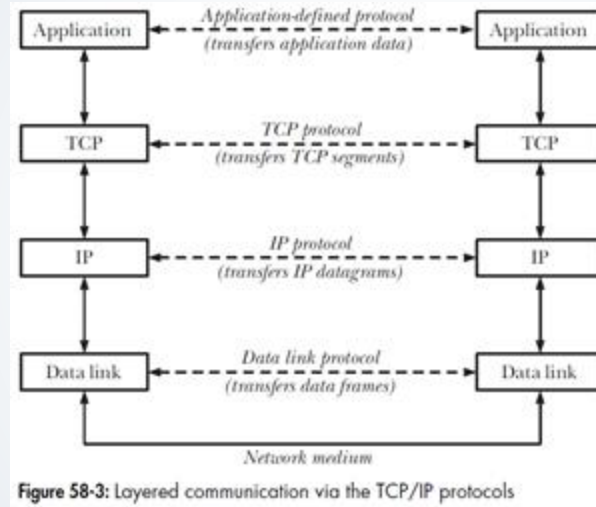 Application
Application-defined protocol
(transfers application data)
Application
TCP
TCP protocol
(transfers TCP segments)
TCP
IP
IP protocol
(transfers IP datagrams)
IP
Data link
Data link protocol
(transfers data frames)
Data link
Network medium
Figure 58-3: Layered communication via the TCP/IP protocols